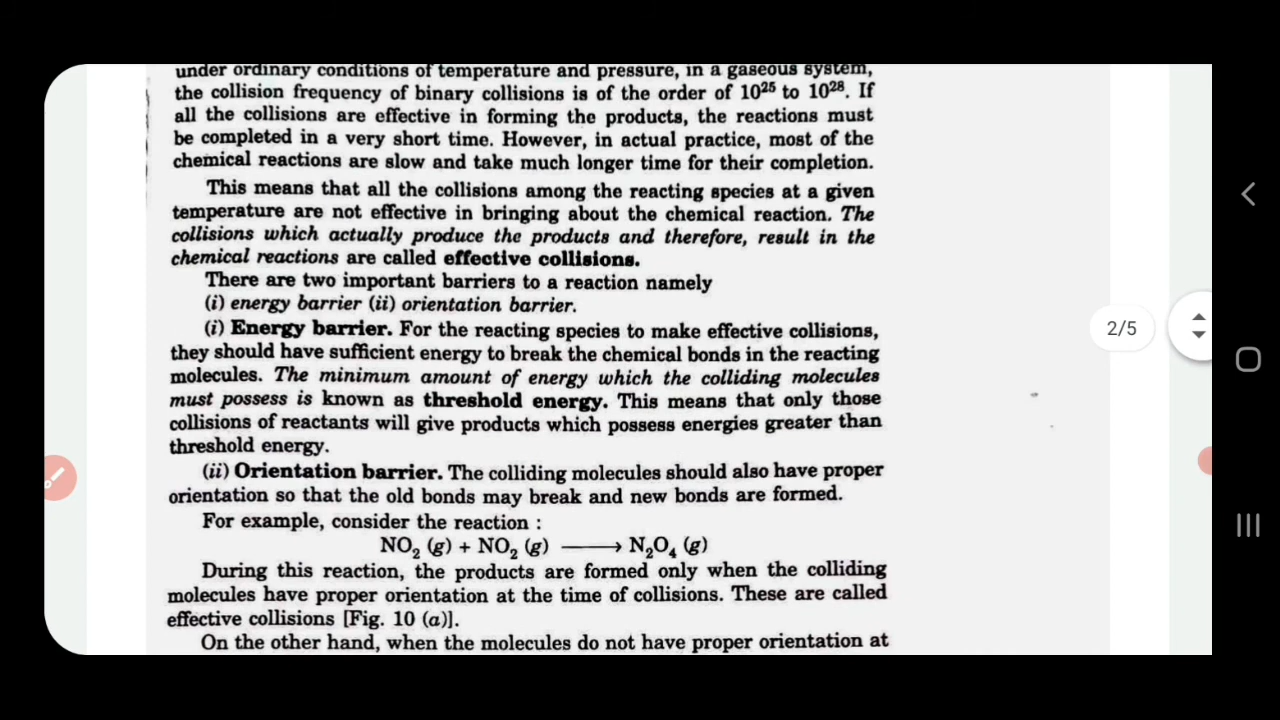 under ordinary conditions of temperature and pressure, in a gaseous system,
the collision frequency of binary collisions is of the order of 10²⁵ to 10²⁸. If
all the collisions are effective in forming the products, the reactions must
be completed in a very short time. However, in actual practice, most of the
chemical reactions are slow and take much longer time for their completion.
This means that all the collisions among the reacting species at a given
temperature are not effective in bringing about the chemical reaction. The
collisions which actually produce the products and therefore, result in the
chemical reactions are called effective collisions.
There are two important barriers to a reaction namely
(i) energy barrier (ii) orientation barrier.
(i) Energy barrier. For the reacting species to make effective collisions,
they should have sufficient energy to break the chemical bonds in the reacting
molecules. The minimum amount of energy which the colliding molecules
must possess is known as threshold energy. This means that only those
collisions of reactants will give products which possess energies greater than
threshold energy.
(ii) Orientation barrier. The colliding molecules should also have proper
orientation so that the old bonds may break and new bonds are formed.
For example, consider the reaction :
NO₂ (g) + NO₂ (g) ⟶ N₂O₄ (g)
During this reaction, the products are formed only when the colliding
molecules have proper orientation at the time of collisions. These are called
effective collisions [Fig. 10 (a)].
On the other hand, when the molecules do not have proper orientation at
2/5